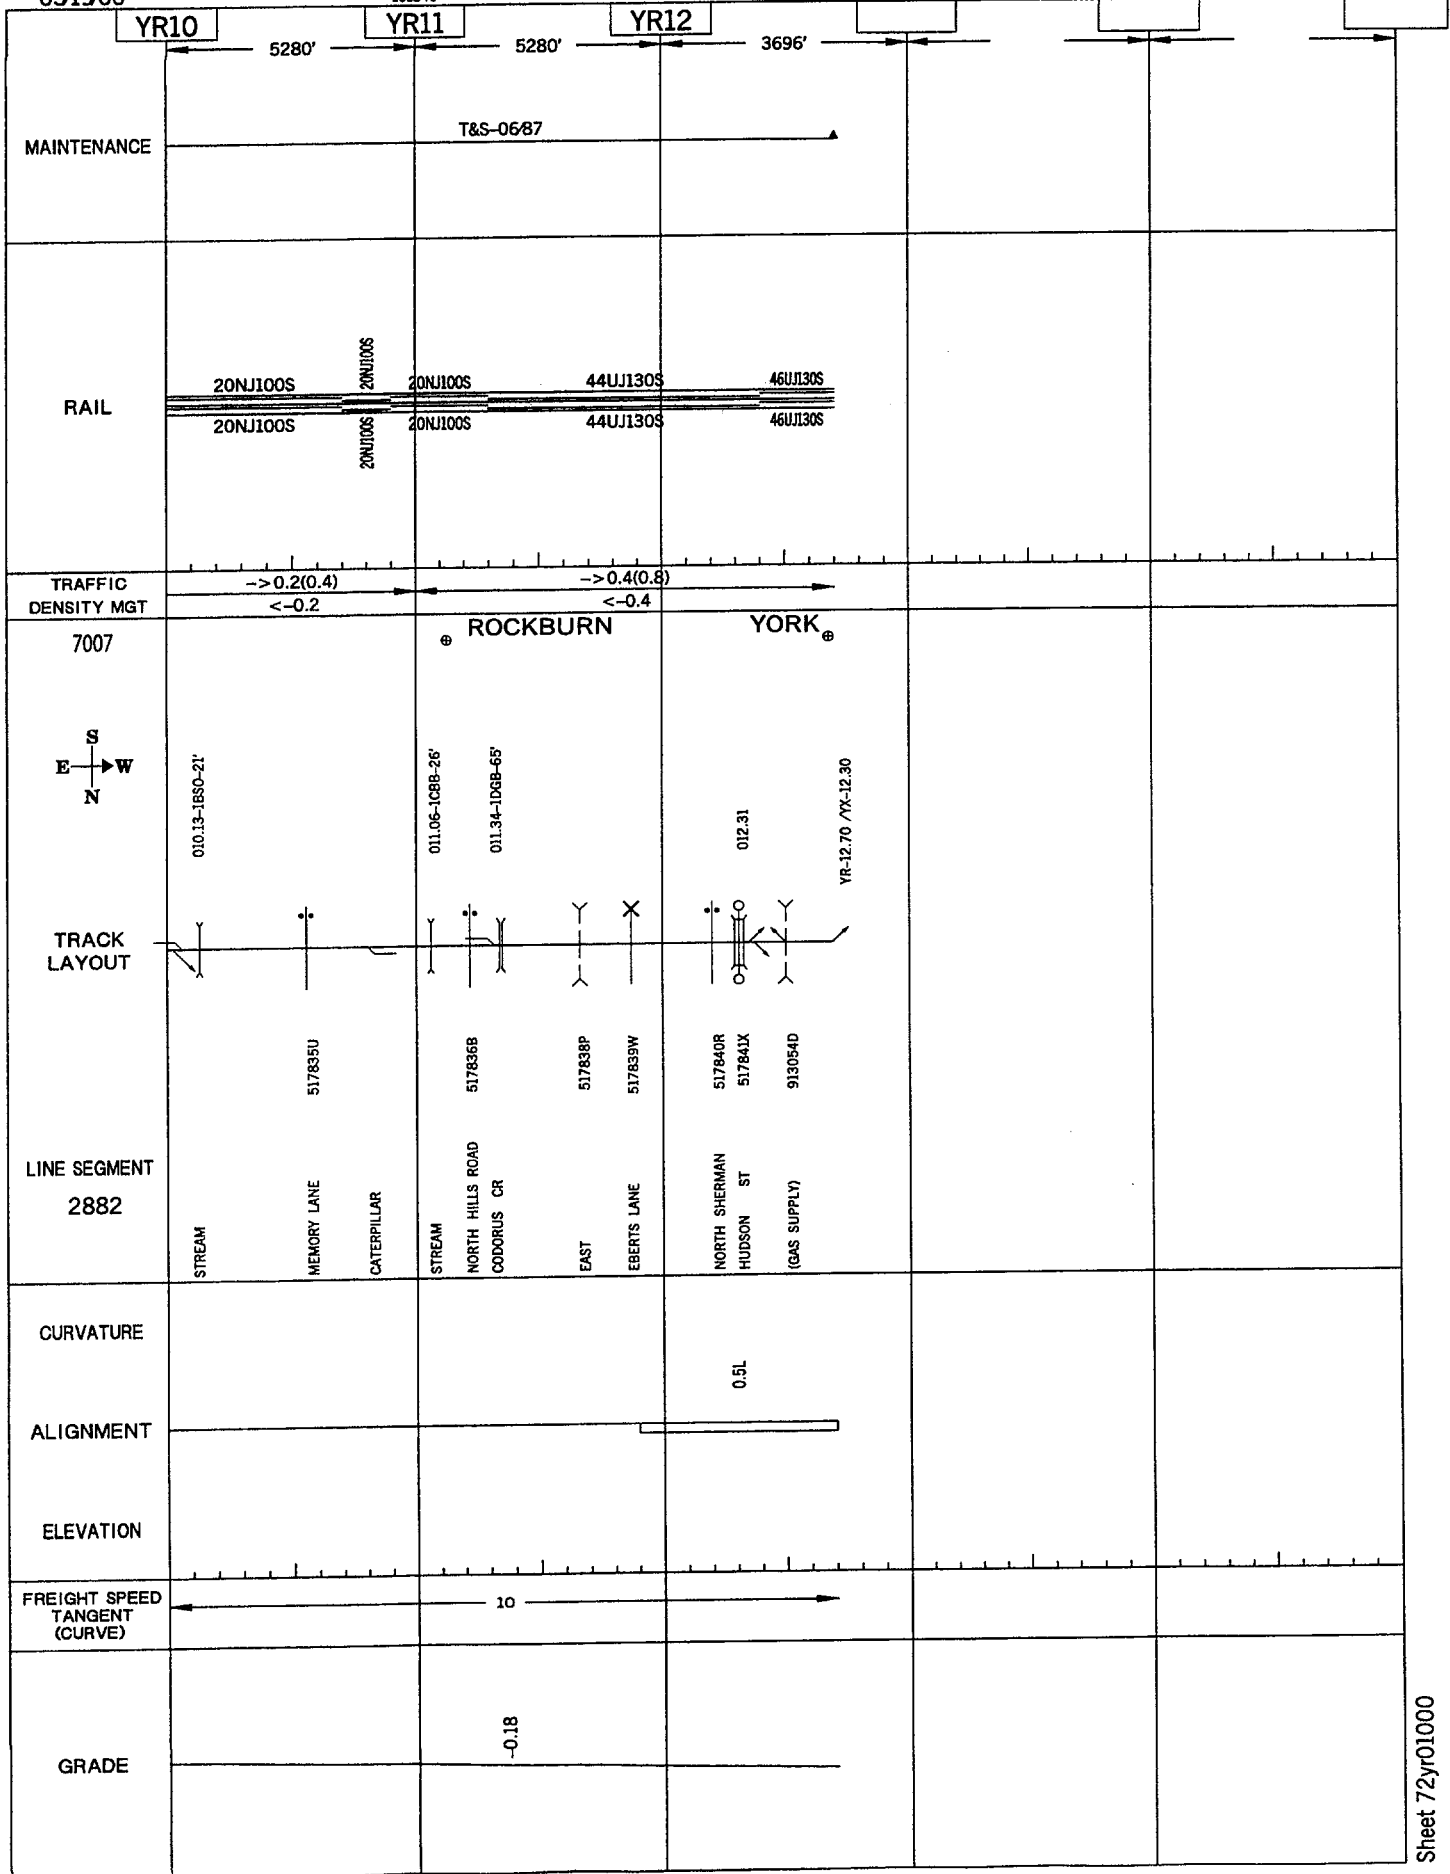 YR10
YR11
YR12
5280'
5280'
3696'
MAINTENANCE
T&S-06/87
RAIL
20NJ100S
20NJ100S
20NJ100S
44UJ130S
46UJ130S
20NJ100S
20NJ100S
20NJ100S
44UJ130S
46UJ130S
TRAFFIC
DENSITY MGT
->0.2(0.4)
<-0.2
->0.4(0.8)
<-0.4
7007
ROCKBURN
YORK
S
E W
N
010.13-1BSO-21'
011.06-1CBB-26'
011.34-1DGB-65'
012.31
YR-12.70 /YX-12.30
TRACK
LAYOUT
517835U
517836B
517838P
517839W
517840R
517841X
913054D
LINE SEGMENT
2882
STREAM
MEMORY LANE
CATERPILLAR
STREAM
NORTH HILLS ROAD
CODORUS CR
EAST
EBERTS LANE
NORTH SHERMAN
HUDSON ST
(GAS SUPPLY)
CURVATURE
0.5L
ALIGNMENT
ELEVATION
FREIGHT SPEED
TANGENT
(CURVE)
10
GRADE
-0.18
Sheet 72yr01000